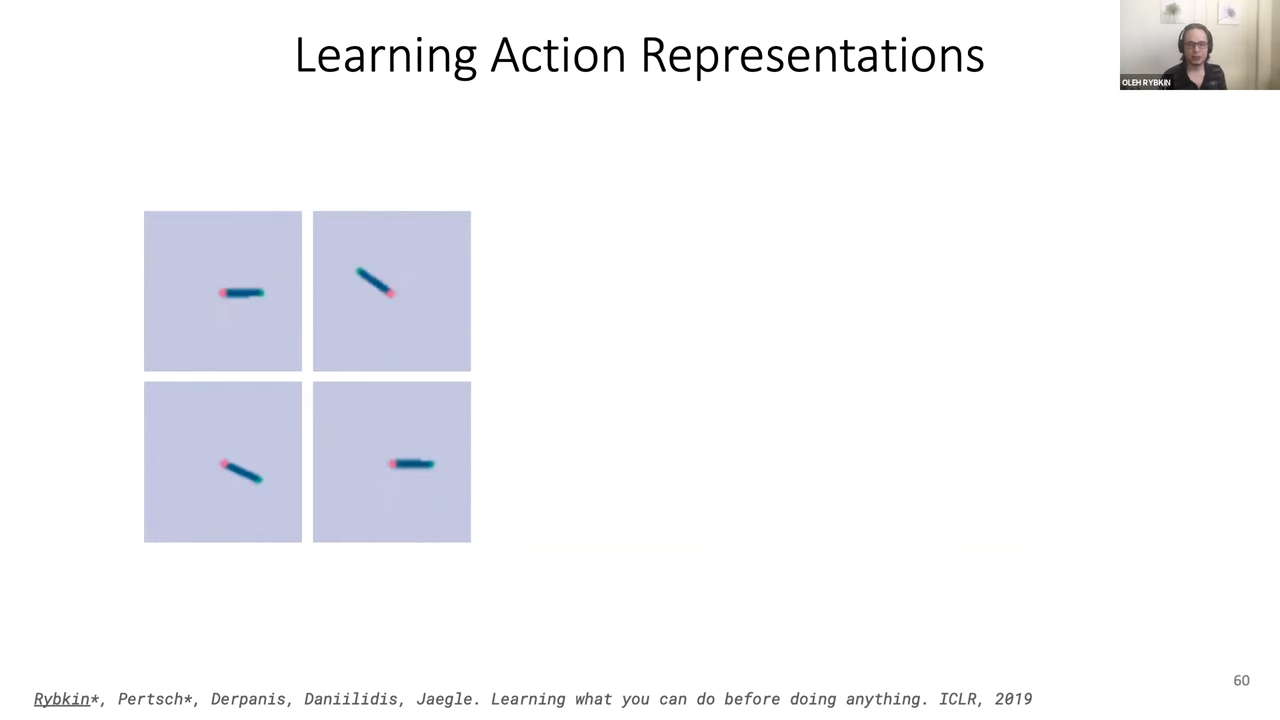 Learning Action Representations
OLEH RYBKIN
60
Rybkin*, Pertsch*, Derpanis, Daniilidis, Jaegle. Learning what you can do before doing anything. ICLR, 2019